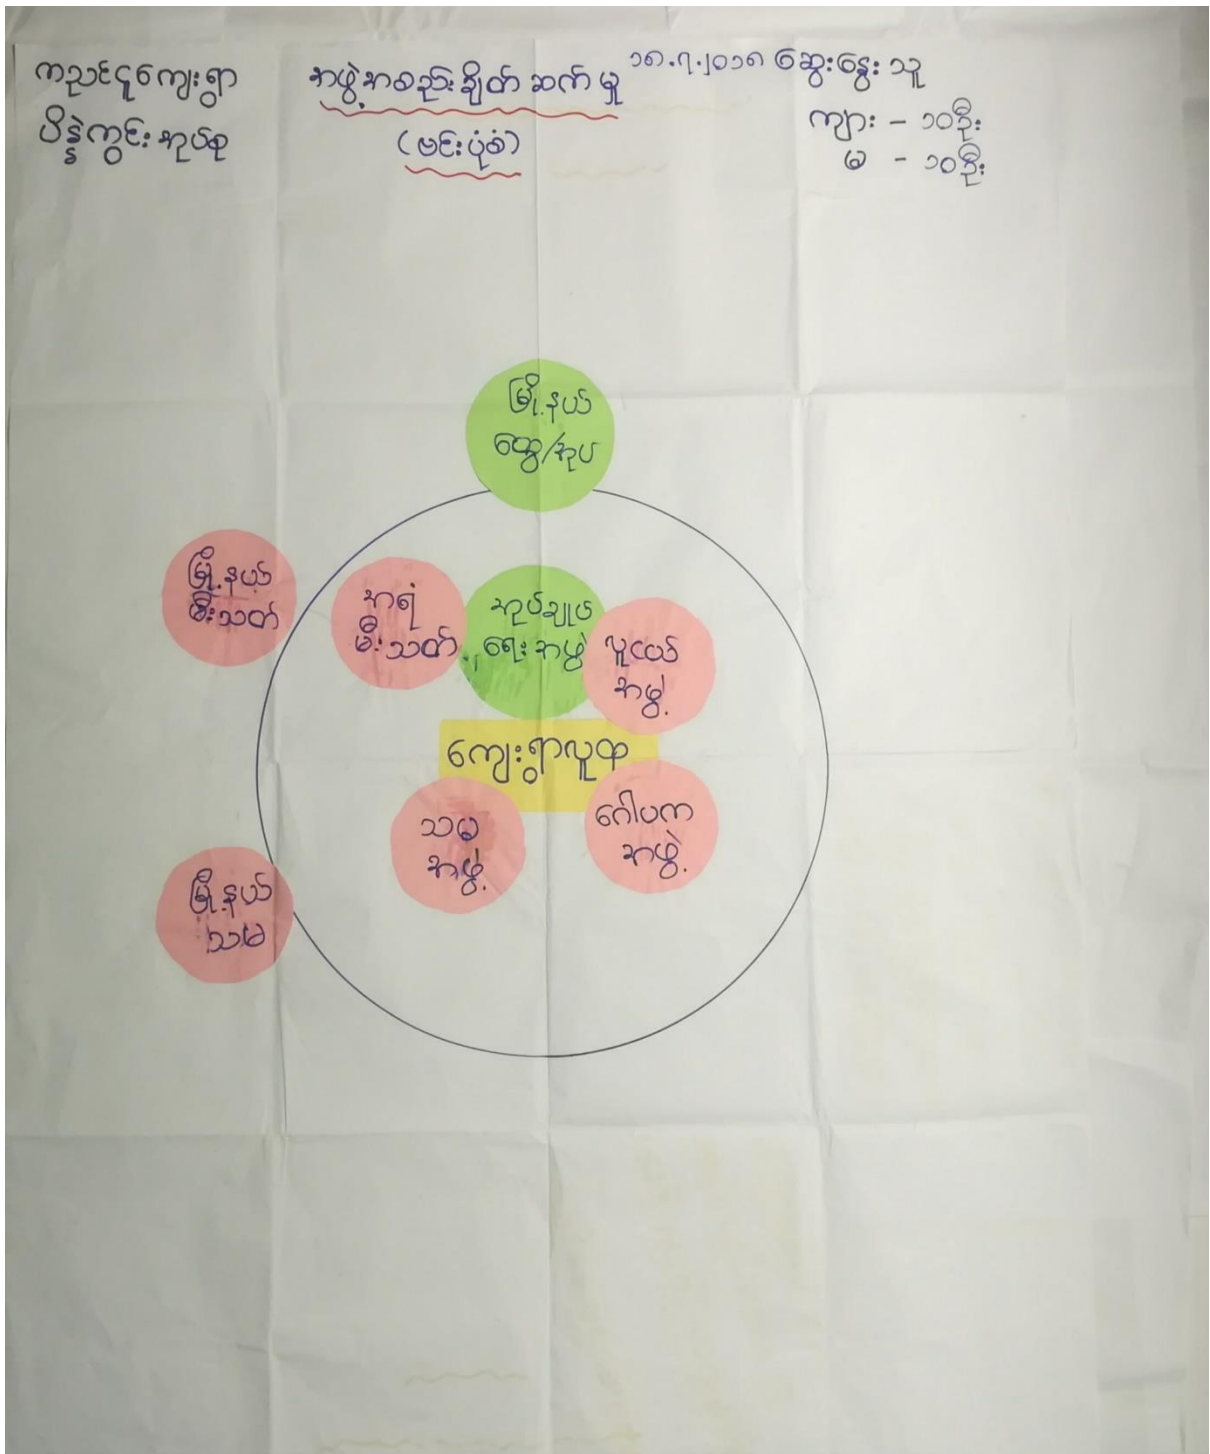 ကညင်ငူကျေးရွာ
ပိန္နဲကွင်းအုပ်စု
အဖွဲ့အစည်းချိတ်ဆက်မှု
(ဗင်းပုံစံ)
၁၈.၇.၂၀၁၈ ဆွေးနွေးသူ
ကျား - ၁၀ဦး
မ - ၁၀ဦး
မြို့နယ်
ထွေ/အုပ်
မြို့နယ်
မီးသတ်
အရံ
မီးသတ်
အုပ်ချုပ်
ရေးအဖွဲ့
လူငယ်
အဖွဲ့
ကျေးရွာလူထု
သမ
အဖွဲ့
ဂေါပက
အဖွဲ့
မြို့နယ်
သမ